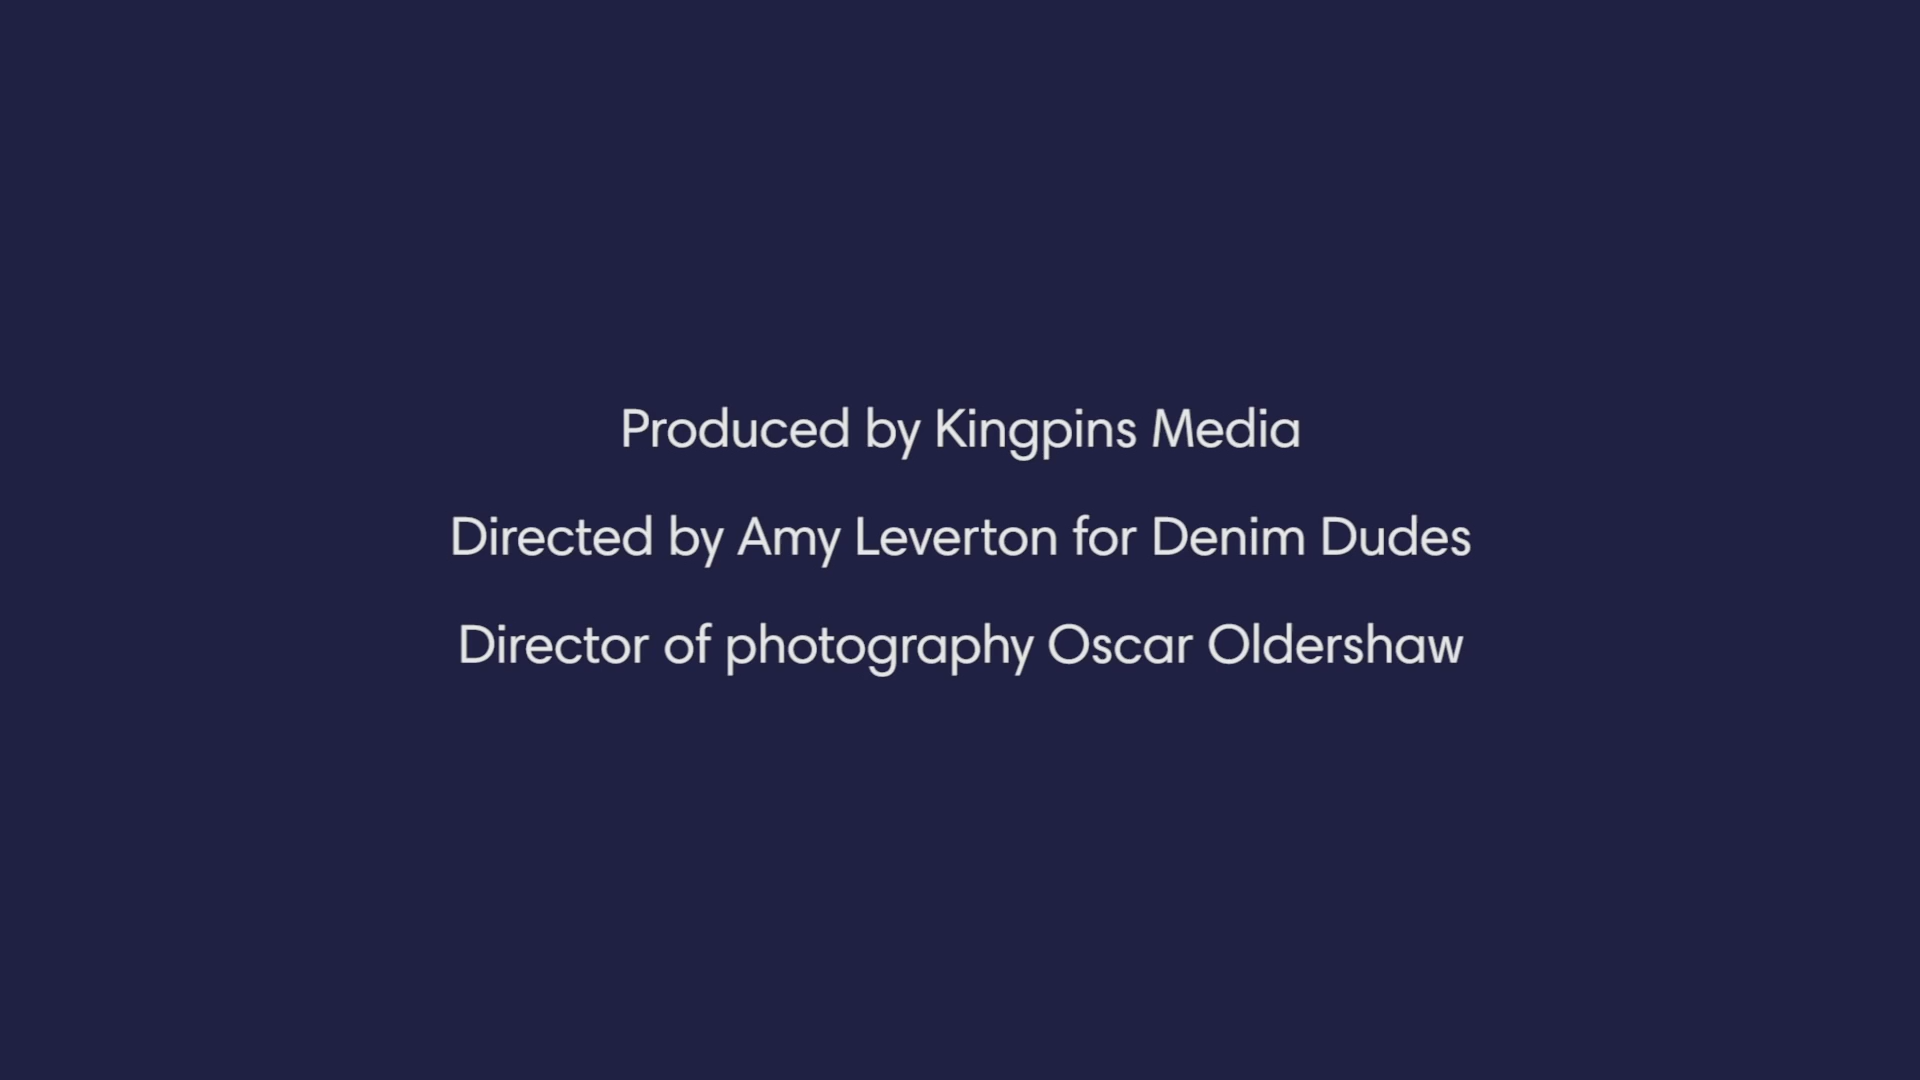 Produced by Kingpins Media
Directed by Amy Leverton for Denim Dudes
Director of photography Oscar Oldershaw